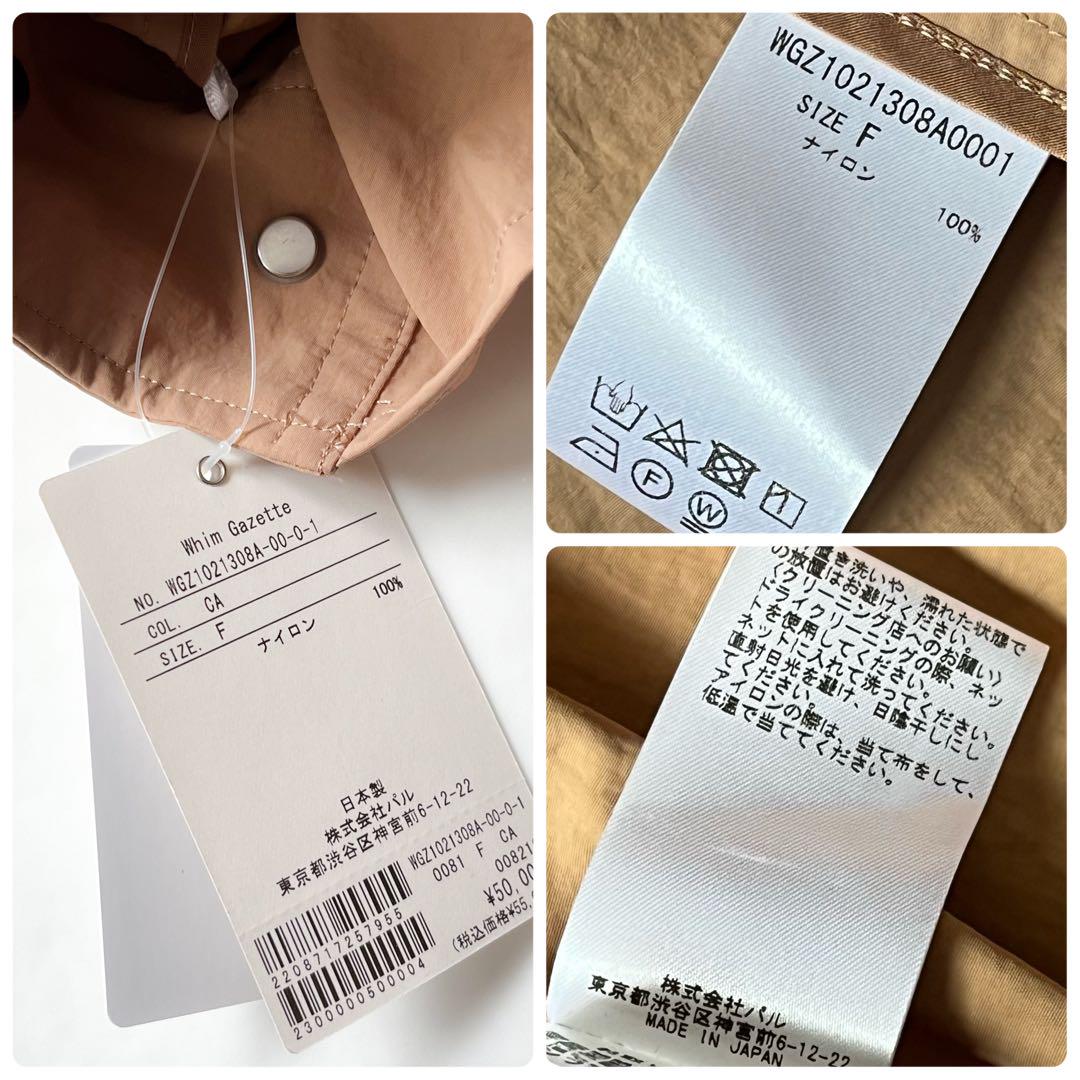 Whim Gazette
NO. WGZ1021308A-00-0-1
COL. CA
SIZE. F
ナイロン 100%
日本製
株式会社パル
東京都渋谷区神宮前6-12-22
WGZ1021308A-00-0-1
0081 F CA
2208717257955
2300000500004
WGZ1021308A0001
SIZE F
ナイロン
100%
F
W
の放置はお避けください。
(クリーニング店へのお願い)
ドライクリーニングの際、ネッ
トを使用してください。
ネットに入れて洗ってください。
直射日光を避け、日陰干しにし
てください。
アイロンの際は、当て布をして、
低温で当ててください。
株式会社パル
東京都渋谷区神宮前6-12-22
MADE IN JAPAN